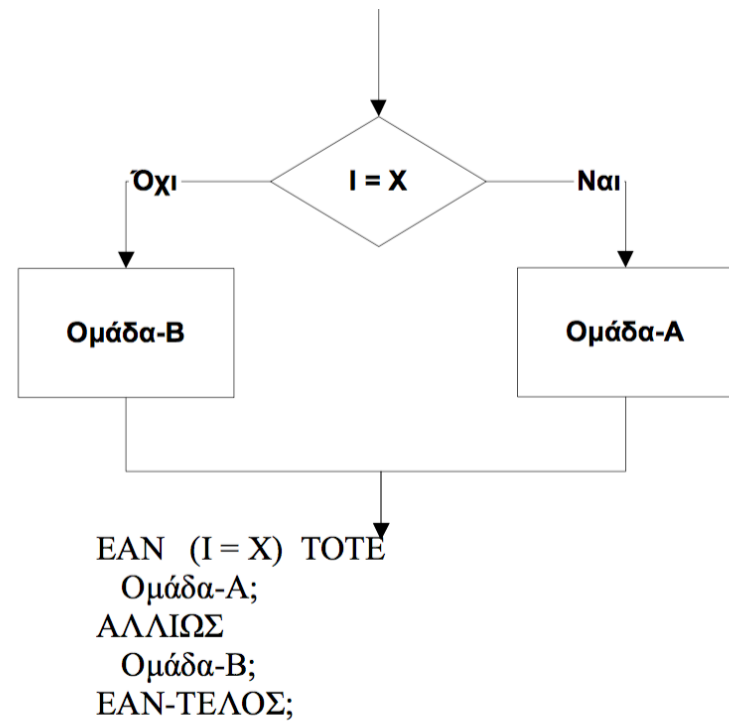 I = X
Όχι
Ναι
Ομάδα-Β
Ομάδα-Α
ΕΑΝ (Ι = Χ) ΤΟΤΕ
Ομάδα-Α;
ΑΛΛΙΩΣ
Ομάδα-Β;
ΕΑΝ-ΤΕΛΟΣ;